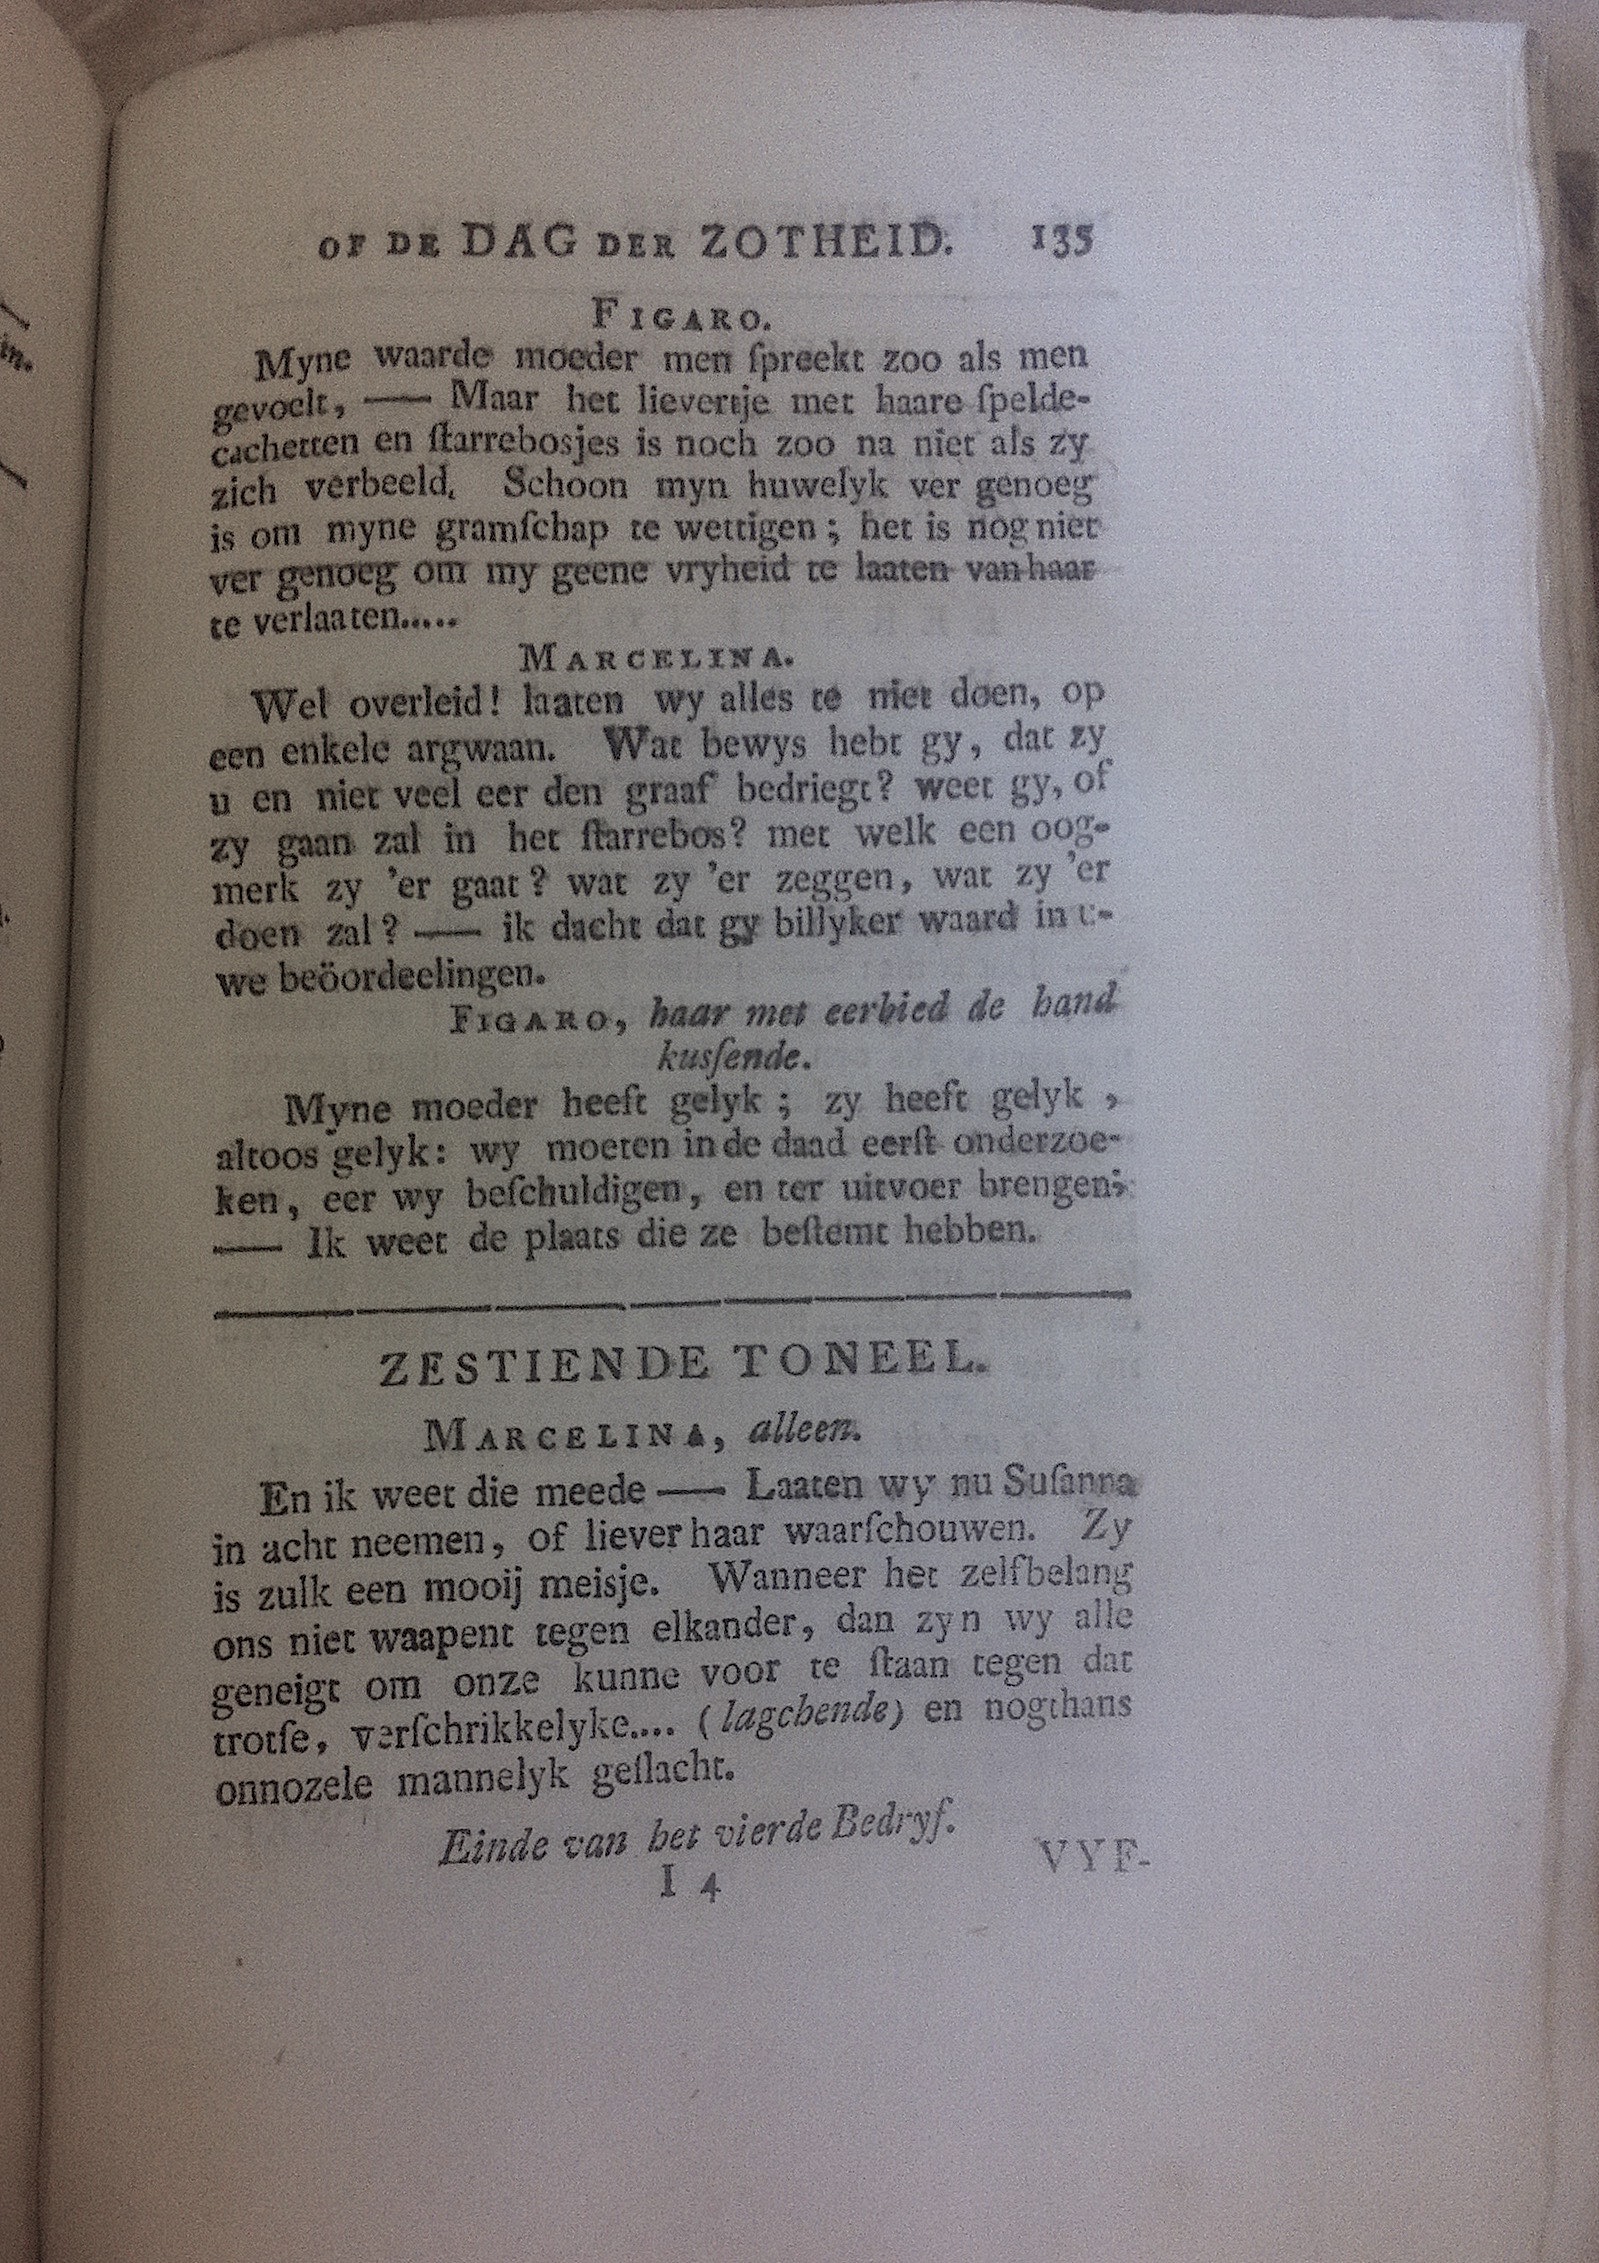 OF DE DAG DER ZOTHEID. 135
FIGARO.
Myne waarde moeder men ſpreekt zoo als men
gevoelt, —— Maar het lievertje met haare ſpelde-
cachetten en ſtarrebosjes is noch zoo na niet als zy
zich verbeeld. Schoon myn huwelyk ver genoeg
is om myne gramſchap te wettigen; het is nog niet
ver genoeg om my geene vryheid te laaten van haar
te verlaaten.....
MARCELINA.
Wel overleid! laaten wy alles te niet doen, op
een enkele argwaan. Wat bewys hebt gy, dat zy
u en niet veel eer den graaf bedriegt? weet gy, of
zy gaan zal in het ſtarrebos? met welk een oog-
merk zy 'er gaat? wat zy 'er zeggen, wat zy 'er
doen zal? —— ik dacht dat gy billyker waard in u-
we beöordeelingen.
FIGARO, haar met eerbied de hand
kusſende.
Myne moeder heeft gelyk; zy heeft gelyk,
altoos gelyk: wy moeten in de daad eerſt onderzoe-
ken, eer wy beſchuldigen, en ter uitvoer brengen;
—— Ik weet de plaats die ze beſtemt hebben.
ZESTIENDE TONEEL.
MARCELINA, alleen.
En ik weet die meede —— Laaten wy nu Suſanna
in acht neemen, of liever haar waarſchouwen. Zy
is zulk een mooij meisje. Wanneer het zelfbelang
ons niet waapent tegen elkander, dan zyn wy alle
geneigt om onze kunne voor te ſtaan tegen dat
trotſe, verſchrikkelyke.... (lagchende) en nogthans
onnozele mannelyk geſlacht.
Einde van het vierde Bedryf.
I 4 VYF-